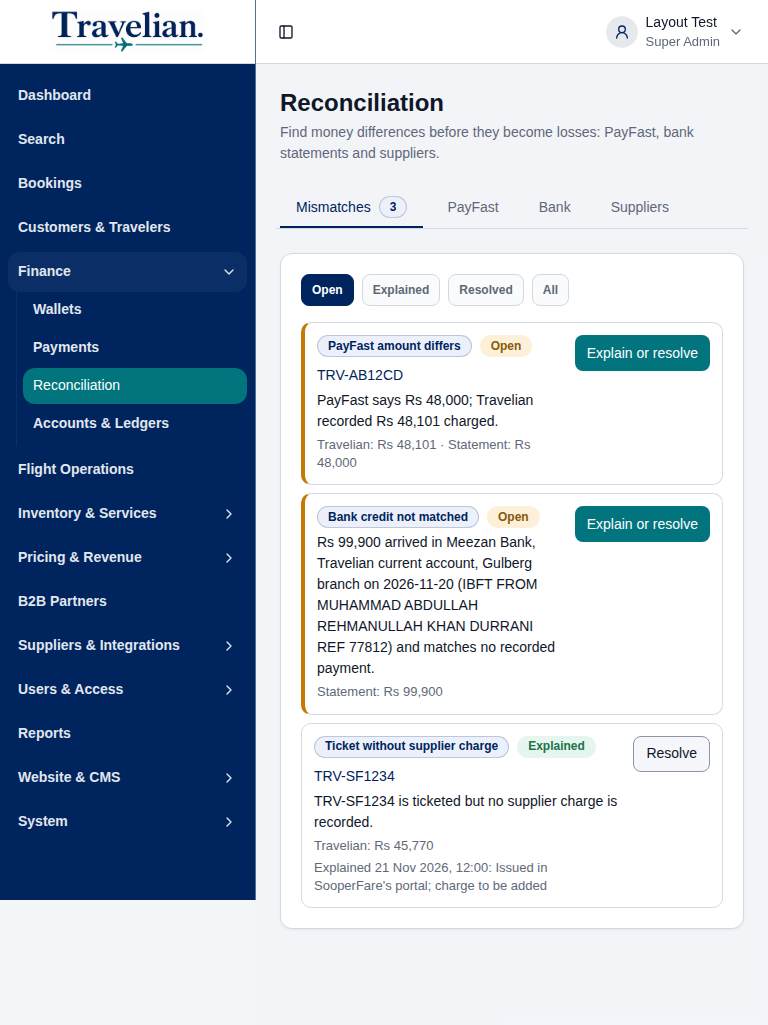 Travelian.
Layout Test
Super Admin
Dashboard
Search
Bookings
Customers & Travelers
Finance
Wallets
Payments
Reconciliation
Accounts & Ledgers
Flight Operations
Inventory & Services
Pricing & Revenue
B2B Partners
Suppliers & Integrations
Users & Access
Reports
Website & CMS
System
Reconciliation
Find money differences before they become losses: PayFast, bank
statements and suppliers.
Mismatches 3 PayFast Bank Suppliers
Open Explained Resolved All
PayFast amount differs Open Explain or resolve
TRV-AB12CD
PayFast says Rs 48,000; Travelian
recorded Rs 48,101 charged.
Travelian: Rs 48,101 · Statement: Rs
48,000
Bank credit not matched Open Explain or resolve
Rs 99,900 arrived in Meezan Bank,
Travelian current account, Gulberg
branch on 2026-11-20 (IBFT FROM
MUHAMMAD ABDULLAH
REHMANULLAH KHAN DURRANI
REF 77812) and matches no recorded
payment.
Statement: Rs 99,900
Ticket without supplier charge Explained Resolve
TRV-SF1234
TRV-SF1234 is ticketed but no supplier charge is
recorded.
Travelian: Rs 45,770
Explained 21 Nov 2026, 12:00: Issued in
SooperFare's portal; charge to be added